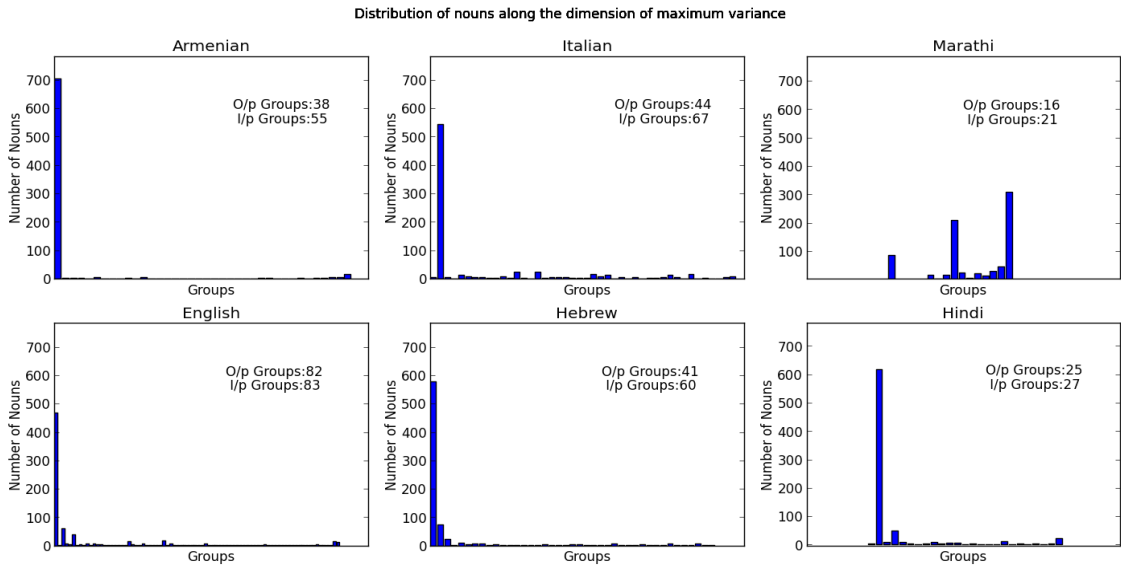 Distribution of nouns along the dimension of maximum variance
Armenian
Number of Nouns
700
600
500
400
300
200
100
0
O/p Groups:38
I/p Groups:55
Groups
Italian
Number of Nouns
700
600
500
400
300
200
100
0
O/p Groups:44
I/p Groups:67
Groups
Marathi
Number of Nouns
700
600
500
400
300
200
100
O/p Groups:16
I/p Groups:21
Groups
English
Number of Nouns
700
600
500
400
300
200
100
0
O/p Groups:82
I/p Groups:83
Groups
Hebrew
Number of Nouns
700
600
500
400
300
200
100
0
O/p Groups:41
I/p Groups:60
Groups
Hindi
Number of Nouns
700
600
500
400
300
200
100
0
O/p Groups:25
I/p Groups:27
Groups